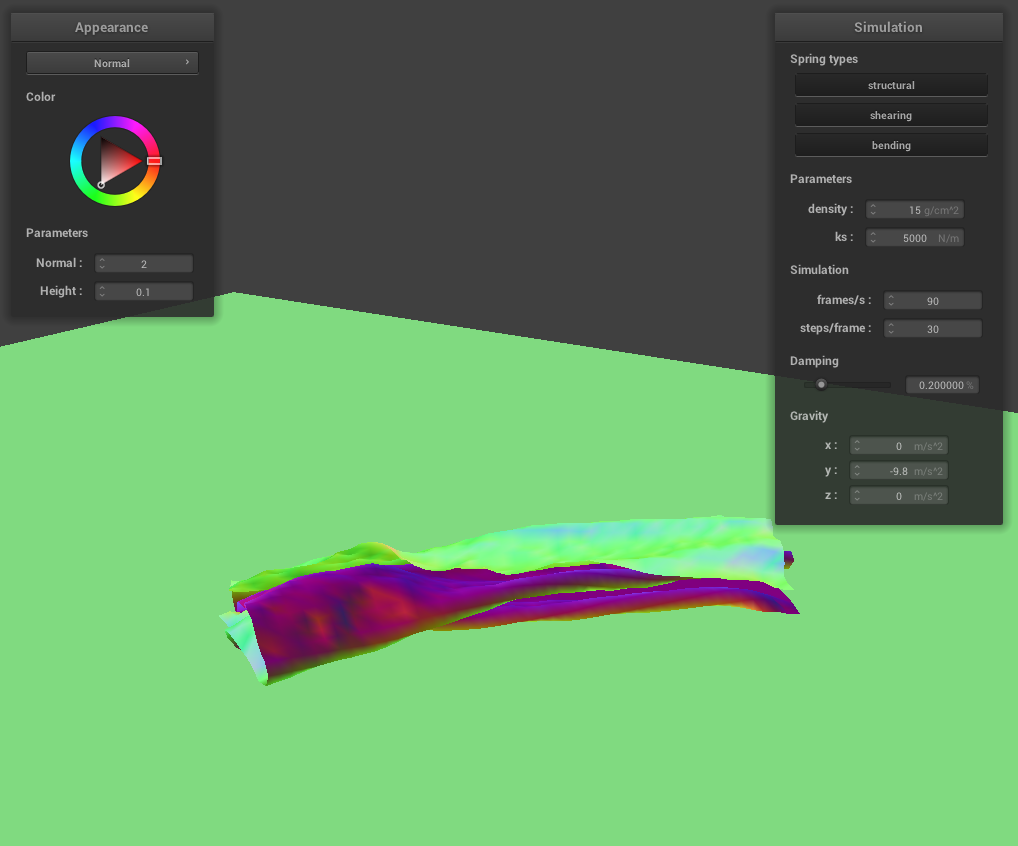 Appearance
Normal
Color
Parameters
Normal : 2
Height : 0.1
Simulation
Spring types
structural
shearing
bending
Parameters
density : 15 g/cm^2
ks : 5000 N/m
Simulation
frames/s : 90
steps/frame : 30
Damping
0.200000 %
Gravity
x : 0 m/s^2
y : -9.8 m/s^2
z : 0 m/s^2